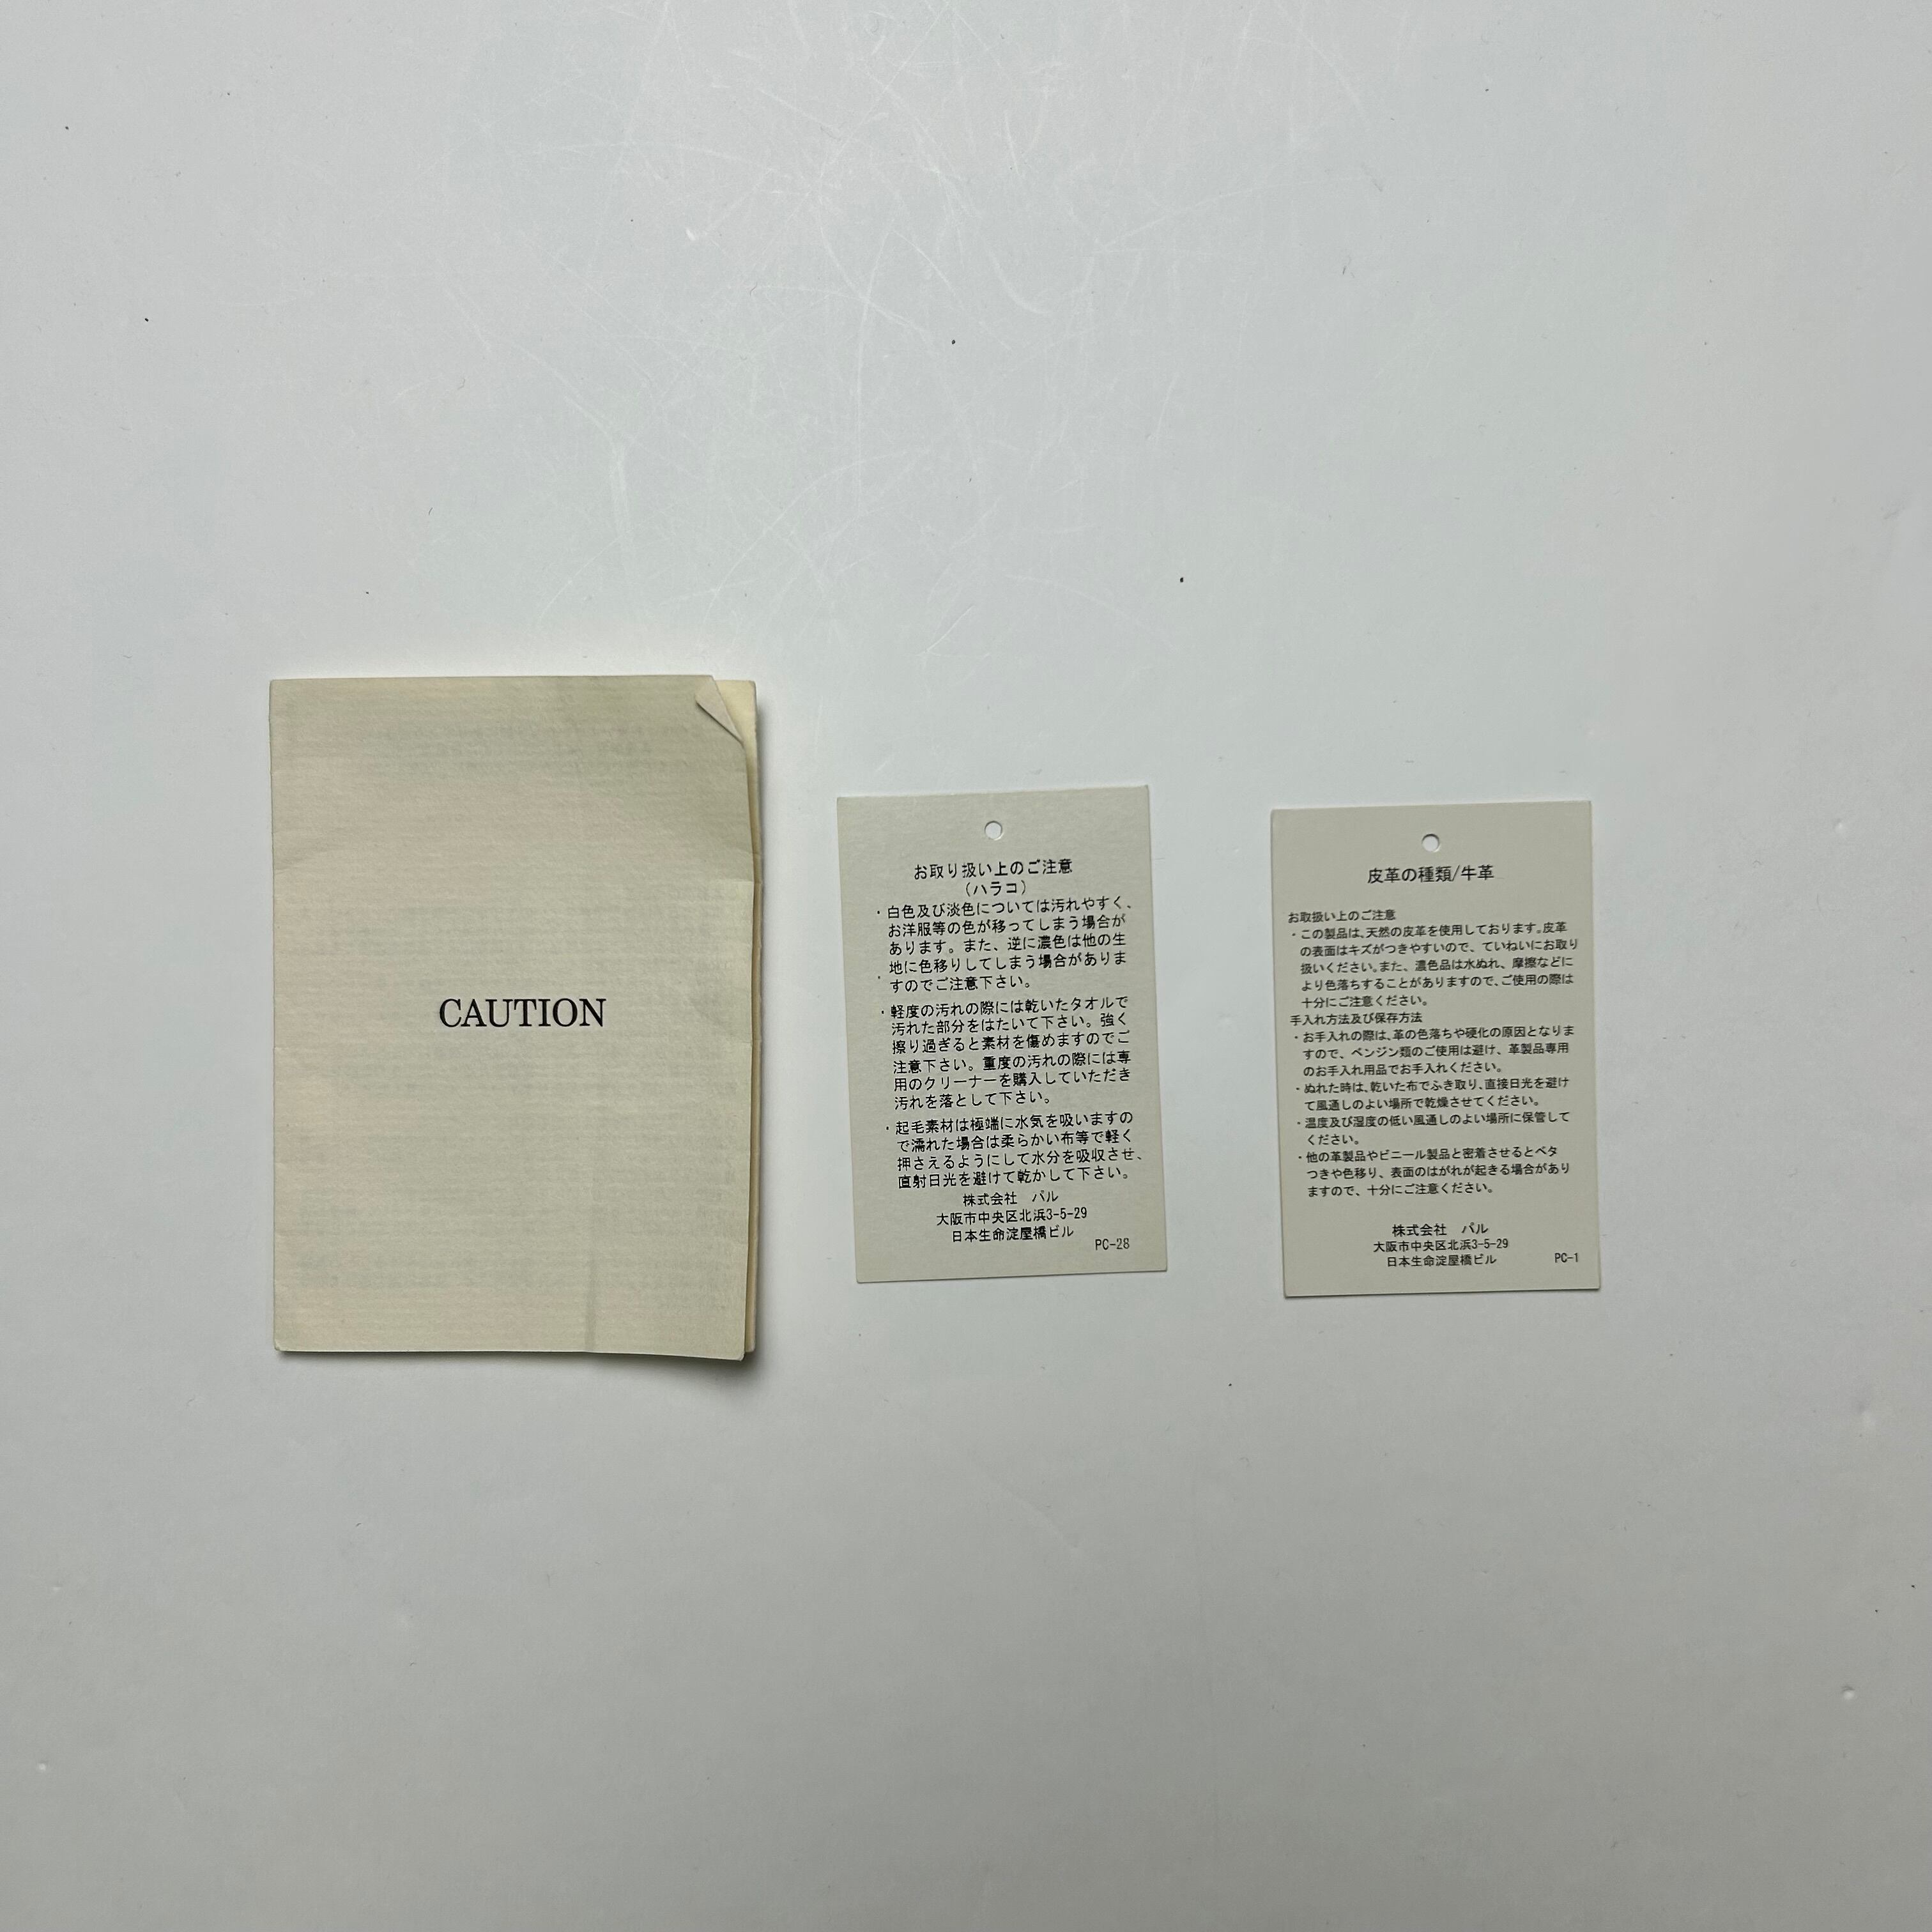 CAUTION
お取り扱い上のご注意
(ハラコ)
・白色及び淡色については汚れやすく、
お洋服等の色が移ってしまう場合が
あります。また、逆に濃色は他の生
地に色移りしてしまう場合がありま
・すのでご注意下さい。
・軽度の汚れの際には乾いたタオルで
汚れた部分をはたいて下さい。強く
擦り過ぎると素材を傷めますのでご
注意下さい。重度の汚れの際には専
用のクリーナーを購入していただき
汚れを落として下さい。
・起毛素材は極端に水気を吸いますの
で濡れた場合は柔らかい布等で軽く
押さえるようにして水分を吸収させ、
直射日光を避けて乾かして下さい。
株式会社 パル
大阪市中央区北浜3-5-29
日本生命淀屋橋ビル
PC-28
皮革の種類/牛革
お取扱い上のご注意
・この製品は、天然の皮革を使用しております。皮革
の表面はキズがつきやすいので、ていねいにお取り
扱いください。また、濃色品は水ぬれ、摩擦などに
より色落ちすることがありますので、ご使用の際は
十分にご注意ください。
手入れ方法及び保存方法
・お手入れの際は、革の色落ちや硬化の原因となりま
すので、ベンジン類のご使用は避け、革製品専用
のお手入れ用品でお手入れください。
・ぬれた時は、乾いた布でふき取り、直接日光を避け
て風通しのよい場所で乾燥させてください。
・温度及び湿度の低い風通しのよい場所に保管して
ください。
・他の革製品やビニール製品と密着させるとベタ
つきや色移り、表面のはがれが起きる場合があり
ますので、十分にご注意ください。
株式会社 パル
大阪市中央区北浜3-5-29
日本生命淀屋橋ビル
PC-1